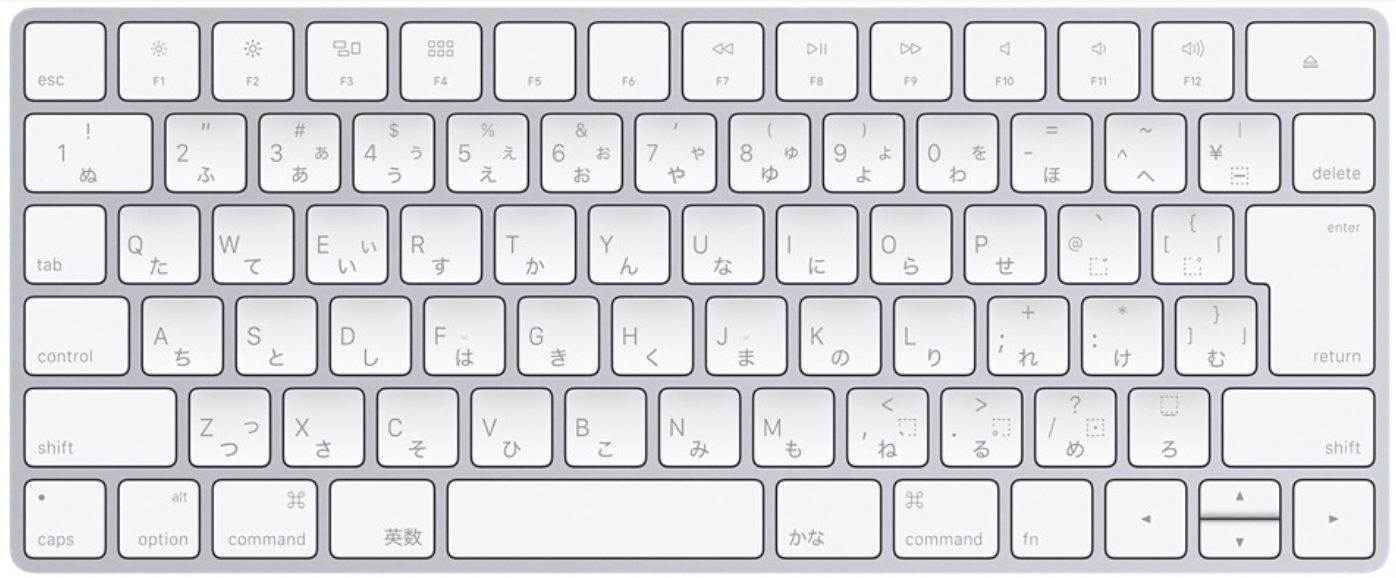 esc F1 F2 F3 F4 F5 F6 F7 F8 F9 F10 F11 F12
! " # $ % & ' ( ) = ~ |
1 2 3 あ 4 ぅ 5 ぇ 6 ぉ 7 ゃ 8 ゅ 9 ょ 0 を - ^ ¥
ぬ ふ あ う え お や ゆ よ わ ほ へ ー delete
` { enter
Q W E ぃ R T Y U I O P @ [ 「
tab た て い す か ん な に ら せ ゛ ゜
+ * }
A S D F G H J K L ; : ] 」
control ち と し は き く ま の り れ け む return
< > ? _
Z っ X C V B N M , 、 . 。 / ・
shift つ さ そ ひ こ み も ね る め ろ shift
alt ⌘ ⌘
caps option command 英数 かな command fn